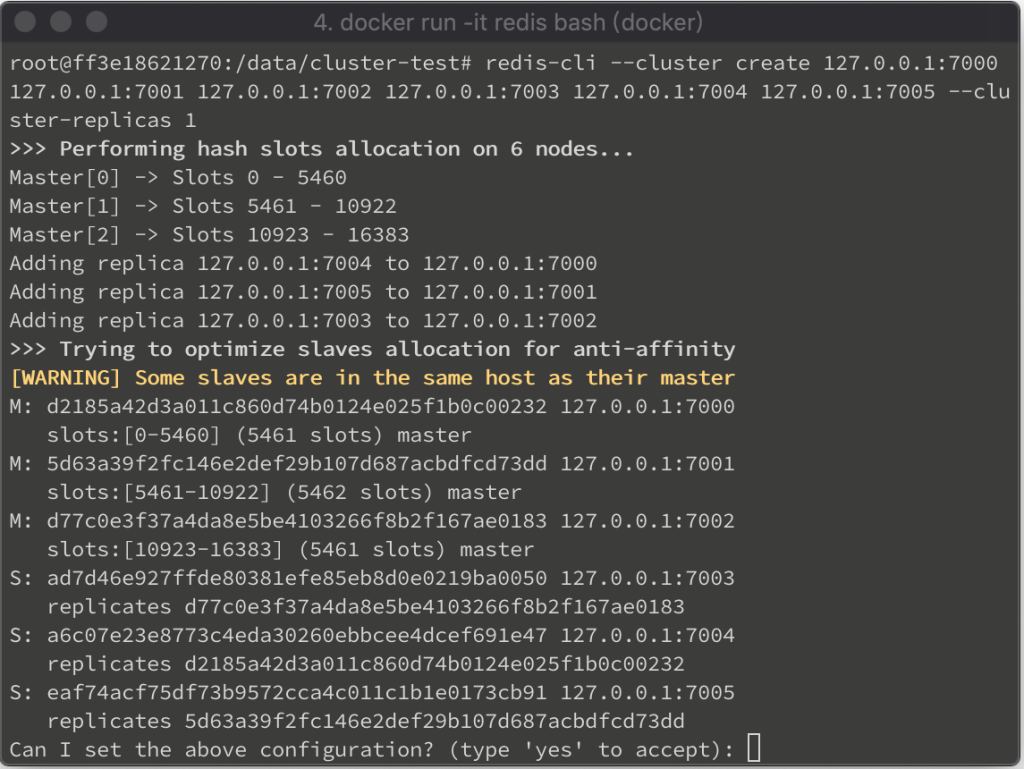 4. docker run -it redis bash (docker)
root@ff3e18621270:/data/cluster-test# redis-cli --cluster create 127.0.0.1:7000
127.0.0.1:7001 127.0.0.1:7002 127.0.0.1:7003 127.0.0.1:7004 127.0.0.1:7005 --clu
ster-replicas 1
>>> Performing hash slots allocation on 6 nodes...
Master[0] -> Slots 0 - 5460
Master[1] -> Slots 5461 - 10922
Master[2] -> Slots 10923 - 16383
Adding replica 127.0.0.1:7004 to 127.0.0.1:7000
Adding replica 127.0.0.1:7005 to 127.0.0.1:7001
Adding replica 127.0.0.1:7003 to 127.0.0.1:7002
>>> Trying to optimize slaves allocation for anti-affinity
[WARNING] Some slaves are in the same host as their master
M: d2185a42d3a011c860d74b0124e025f1b0c00232 127.0.0.1:7000
   slots:[0-5460] (5461 slots) master
M: 5d63a39f2fc146e2def29b107d687acbdfcd73dd 127.0.0.1:7001
   slots:[5461-10922] (5462 slots) master
M: d77c0e3f37a4da8e5be4103266f8b2f167ae0183 127.0.0.1:7002
   slots:[10923-16383] (5461 slots) master
S: ad7d46e927ffde80381efe85eb8d0e0219ba0050 127.0.0.1:7003
   replicates d77c0e3f37a4da8e5be4103266f8b2f167ae0183
S: a6c07e23e8773c4eda30260ebbcee4dcef691e47 127.0.0.1:7004
   replicates d2185a42d3a011c860d74b0124e025f1b0c00232
S: eaf74acf75df73b9572cca4c011c1b1e0173cb91 127.0.0.1:7005
   replicates 5d63a39f2fc146e2def29b107d687acbdfcd73dd
Can I set the above configuration? (type 'yes' to accept):